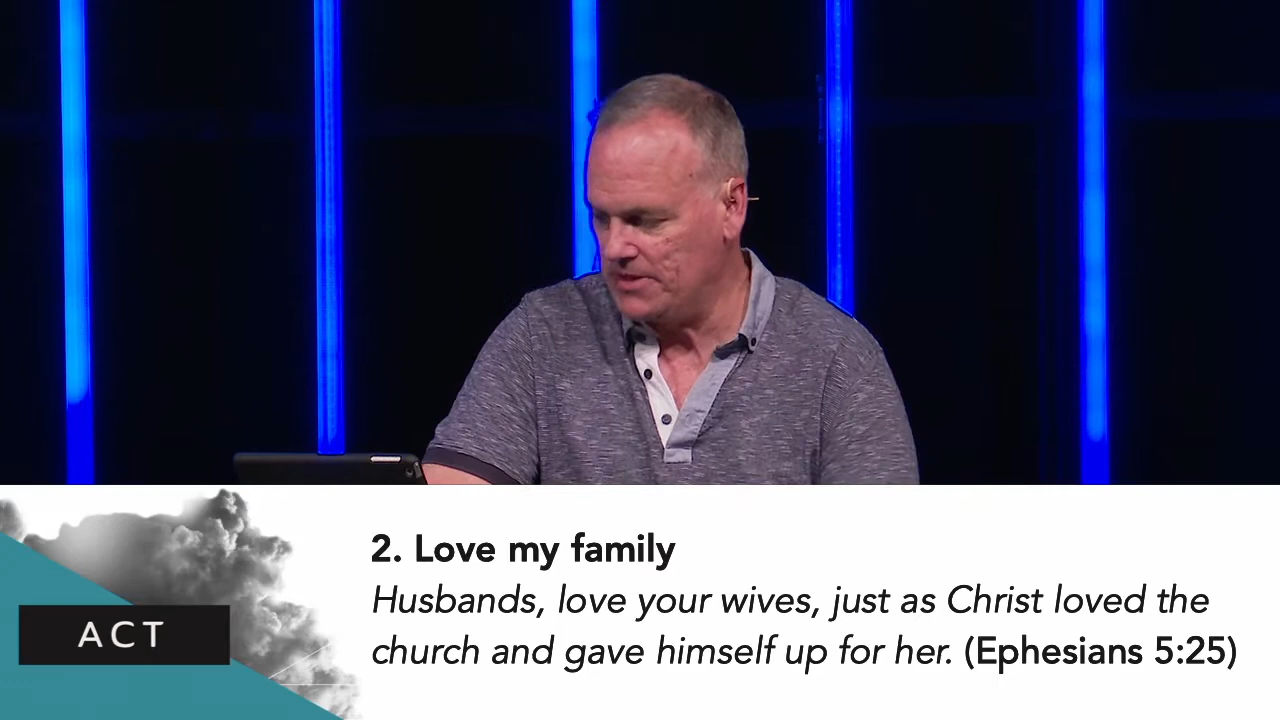 ACT
2. Love my family
Husbands, love your wives, just as Christ loved the
church and gave himself up for her. (Ephesians 5:25)